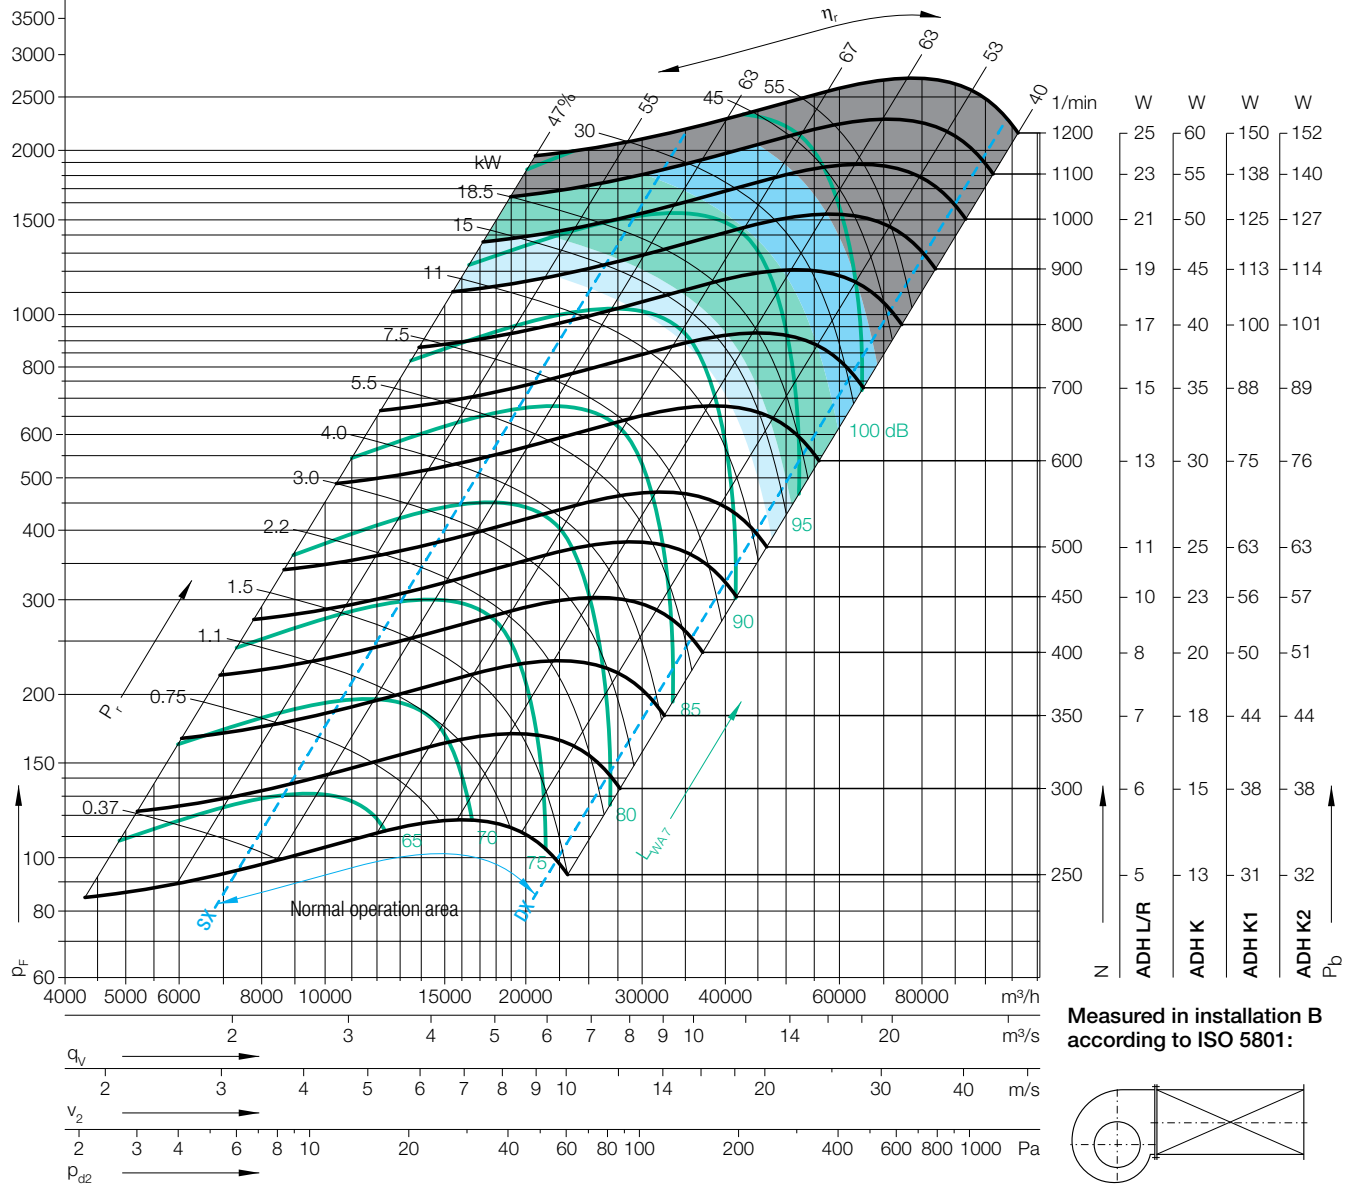 3500
3000
2500
2000
1500
1000
800
600
500
400
300
200
150
100
80
60
p_F
η_r
47%
55
63
67
63
53
40
kW
45
55
30
18.5
15
11
7.5
5.5
4.0
3.0
2.2
1.5
1.1
0.75
0.37
P_r
65
70
75
80
85
90
95
100 dB
L_WA7
SX
DX
Normal operation area
1/min W W W W
1200 25 60 150 152
1100 23 55 138 140
1000 21 50 125 127
900 19 45 113 114
800 17 40 100 101
700 15 35 88 89
600 13 30 75 76
500 11 25 63 63
450 10 23 56 57
400 8 20 50 51
350 7 18 44 44
300 6 15 38 38
250 5 13 31 32
N ADH L/R ADH K ADH K1 ADH K2 P_b
4000 5000 6000 8000 10000 15000 20000 30000 40000 60000 80000 m³/h
2 3 4 5 6 7 8 9 10 14 20 m³/s
q_V
2 3 4 5 6 7 8 9 10 14 20 30 40 m/s
v_2
2 3 4 6 8 10 20 40 60 80 100 200 400 600 800 1000 Pa
p_d2
Measured in installation B
according to ISO 5801: